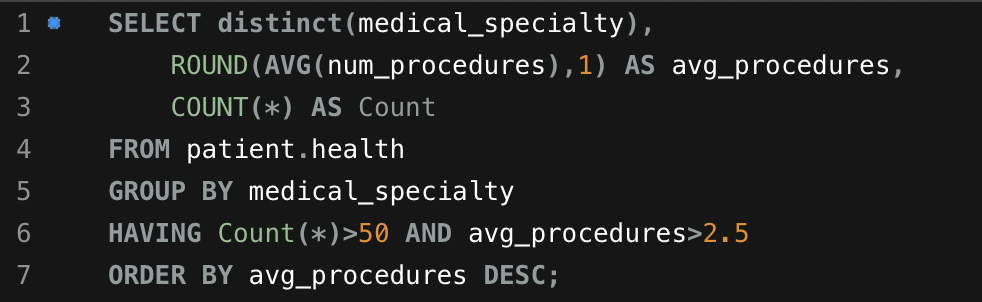 1 SELECT distinct(medical_specialty),
2 ROUND(AVG(num_procedures),1) AS avg_procedures,
3 COUNT(*) AS Count
4 FROM patient.health
5 GROUP BY medical_specialty
6 HAVING Count(*)>50 AND avg_procedures>2.5
7 ORDER BY avg_procedures DESC;